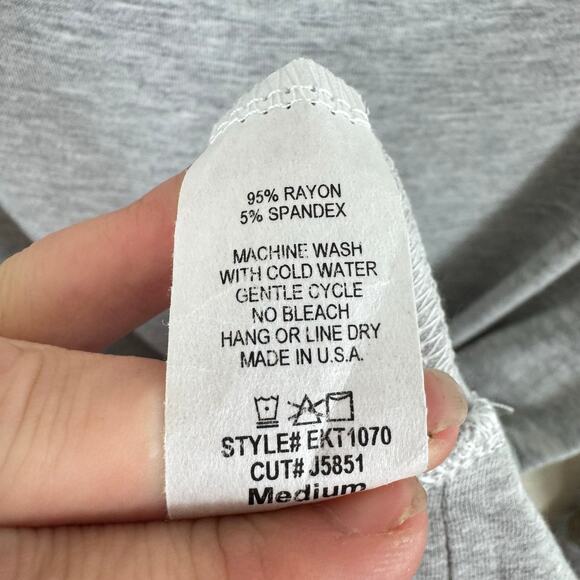 95% RAYON
5% SPANDEX
MACHINE WASH
WITH COLD WATER
GENTLE CYCLE
NO BLEACH
HANG OR LINE DRY
MADE IN U.S.A.
STYLE# EKT1070
CUT# J5851
Medium